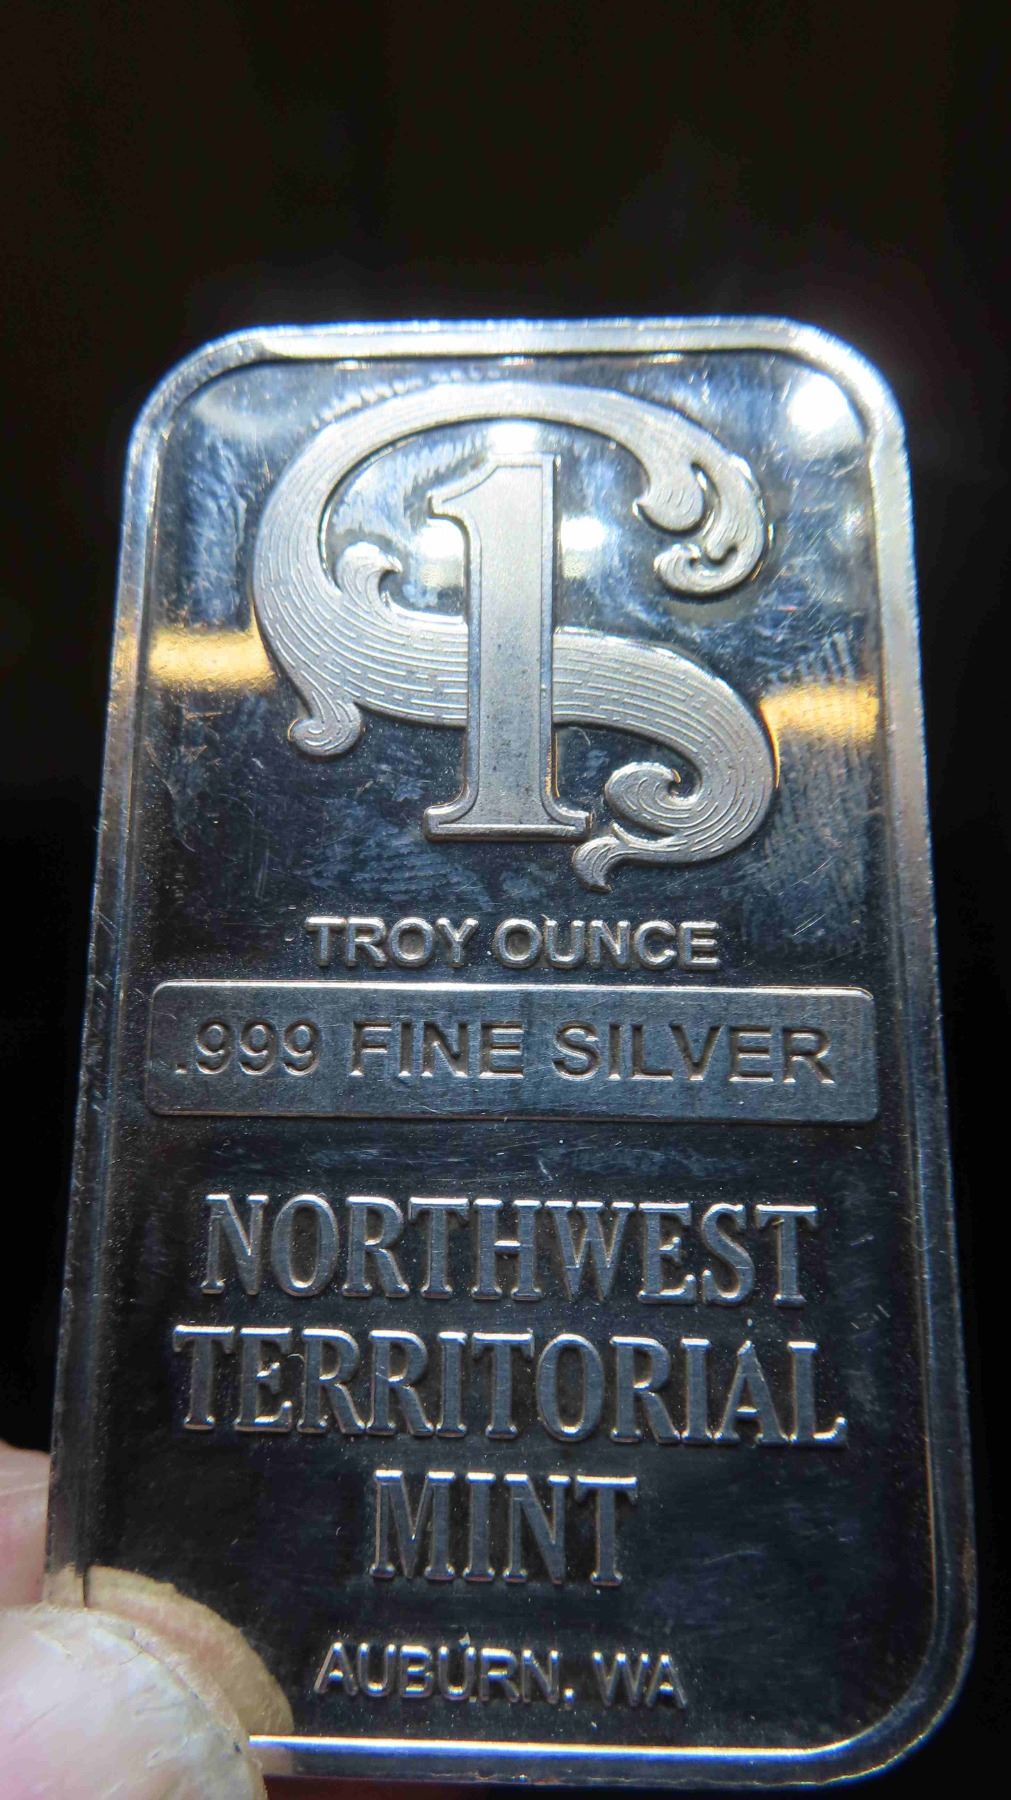 1
TROY OUNCE
.999 FINE SILVER
NORTHWEST
TERRITORIAL
MINT
AUBURN, WA